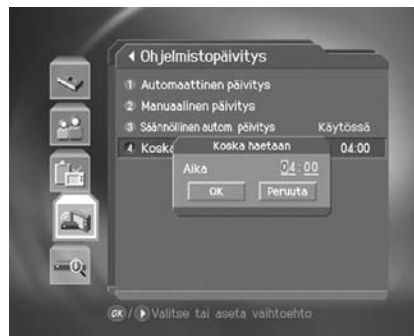 Ohjelmistopäivitys
1 Automaattinen päivitys
2 Manuaalinen päivitys
3 Säännöllinen autom. päivitys Käytössä
4 Koska 04:00
Koska haetaan
Aika 04:00
OK Peruuta
OK/ Valitse tai aseta vaihtoehto